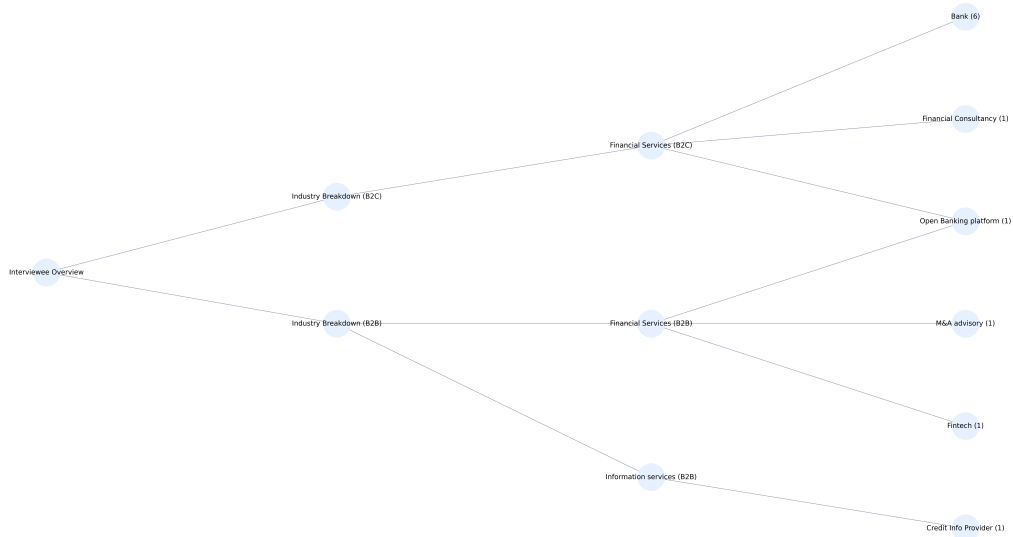 Bank (6)
Financial Consultancy (1)
Financial Services (B2C)
Industry Breakdown (B2C)
Open Banking platform (1)
Interviewee Overview
Industry Breakdown (B2B)
Financial Services (B2B)
M&A advisory (1)
Fintech (1)
Information services (B2B)
Credit Info Provider (1)